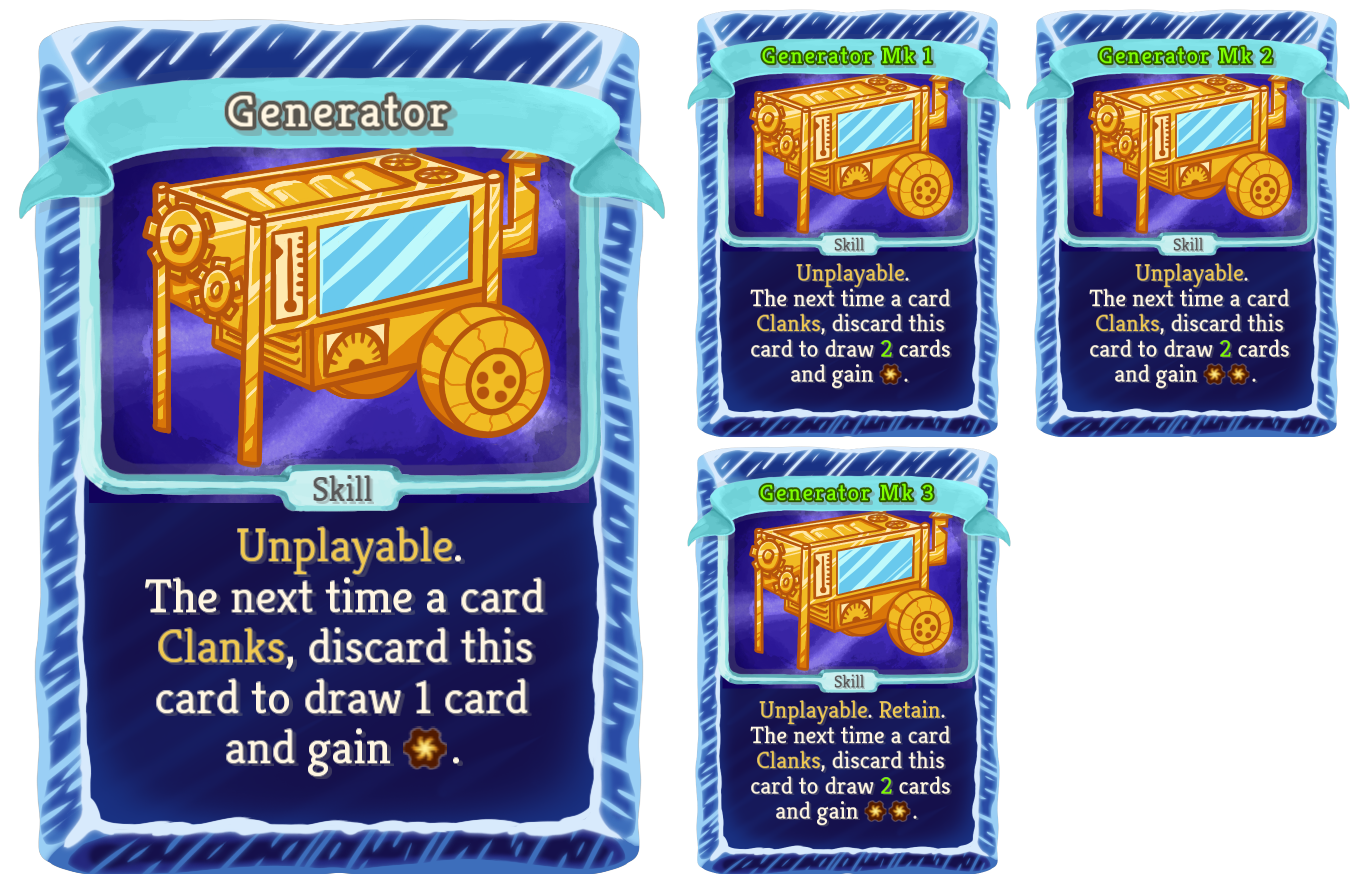 Generator
Skill
Unplayable.
The next time a card
Clanks, discard this
card to draw 1 card
and gain .
Generator Mk 1
Skill
Unplayable.
The next time a card
Clanks, discard this
card to draw 2 cards
and gain .
Generator Mk 2
Skill
Unplayable.
The next time a card
Clanks, discard this
card to draw 2 cards
and gain .
Generator Mk 3
Skill
Unplayable. Retain.
The next time a card
Clanks, discard this
card to draw 2 cards
and gain .